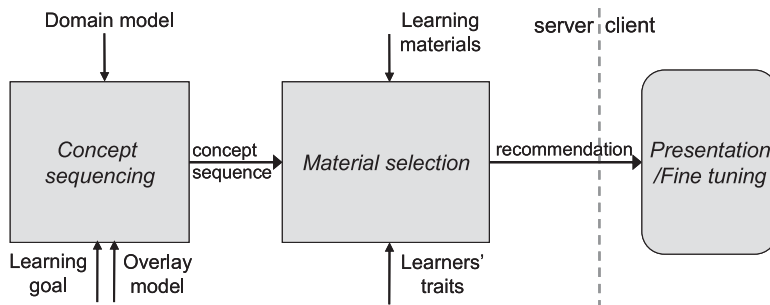 Domain model
Learning
materials
server
client
Concept
sequencing
concept
sequence
Material selection
recommendation
Presentation
/Fine tuning
Learning
goal
Overlay
model
Learners'
traits